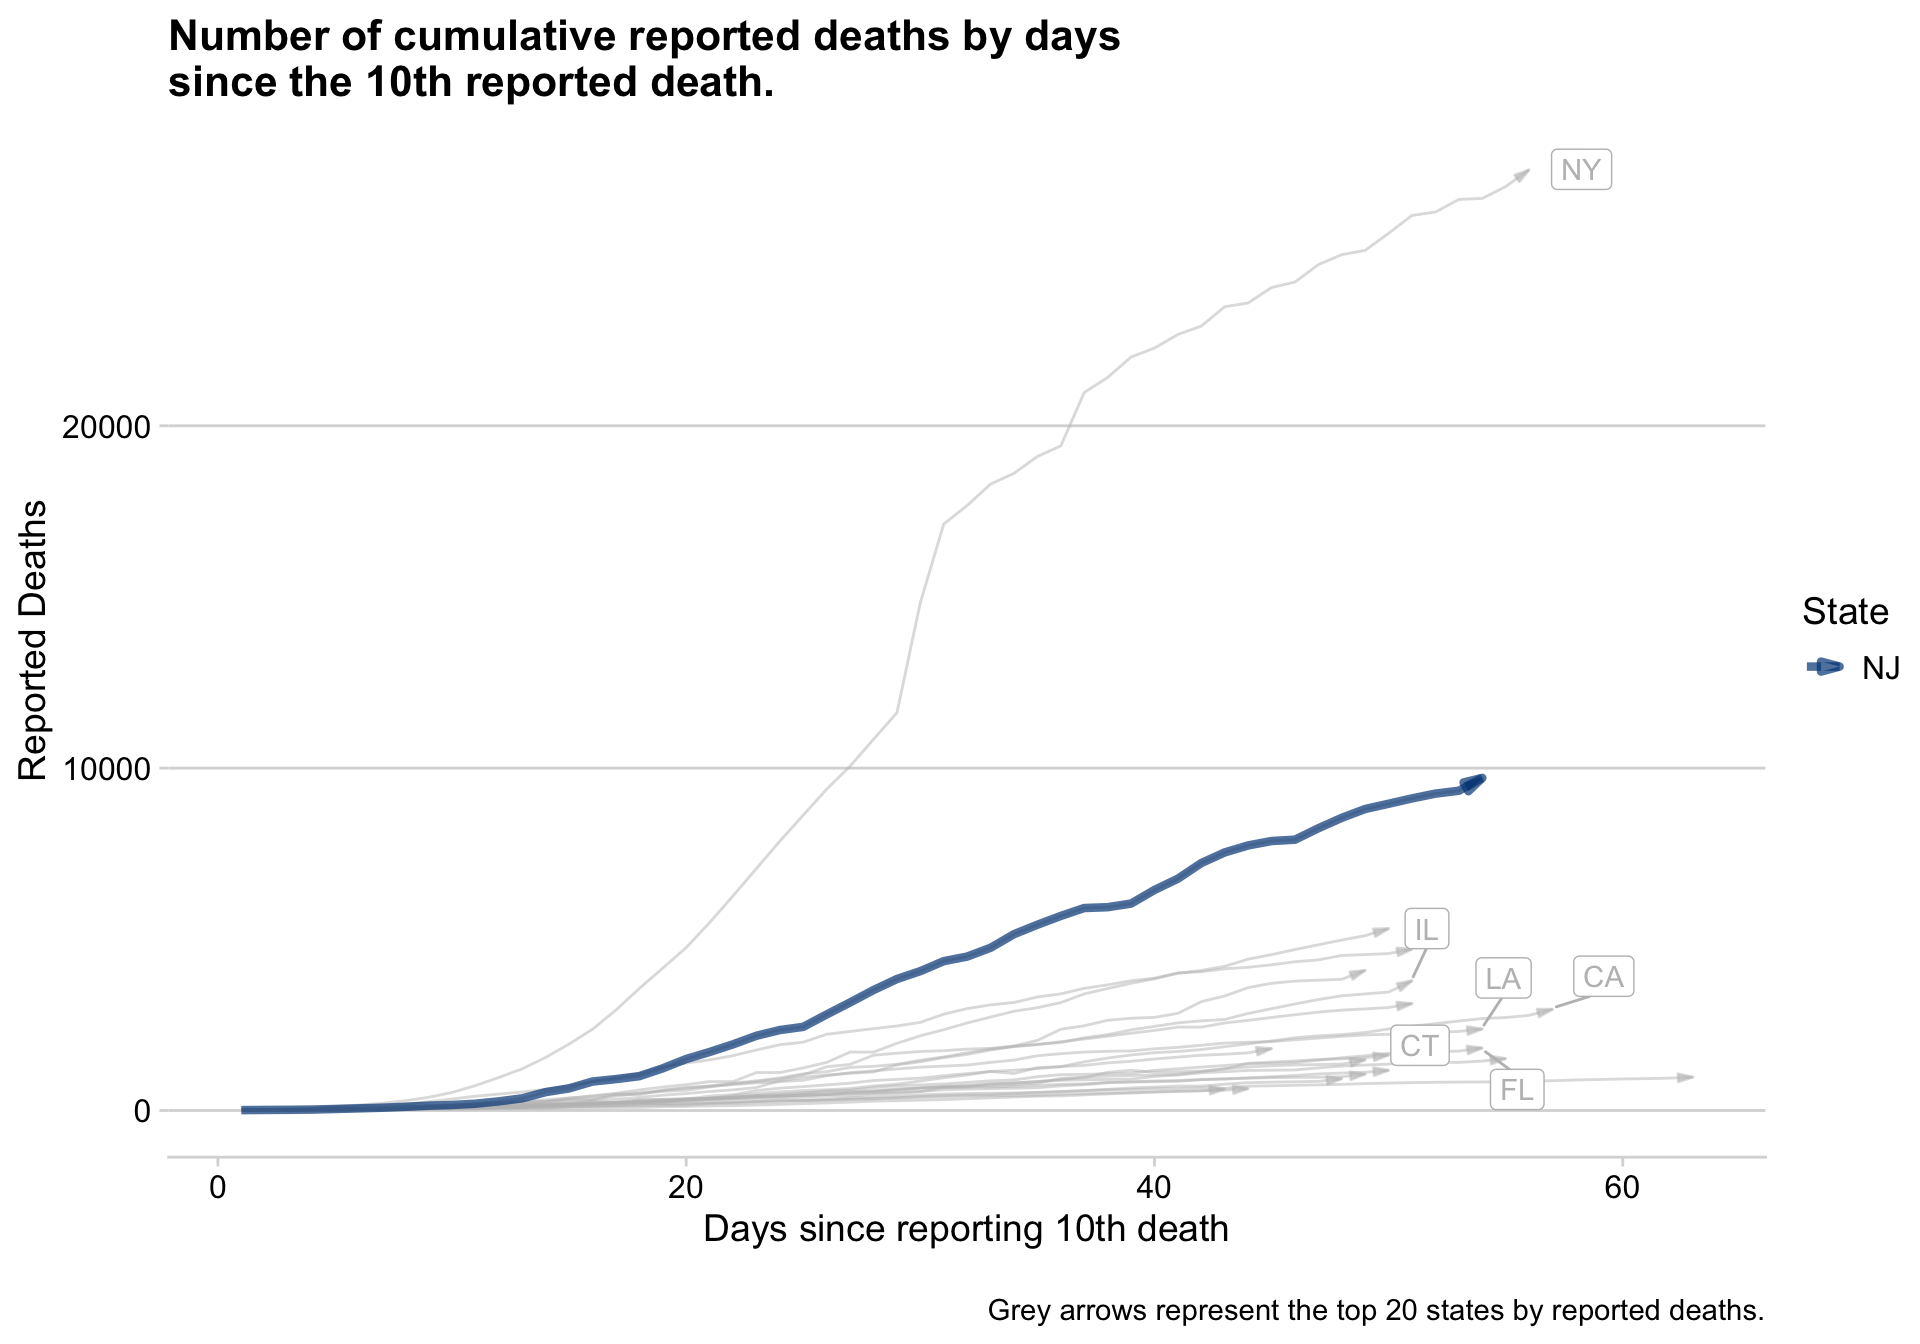 Number of cumulative reported deaths by days
since the 10th reported death.
NY
20000
Reported Deaths
State
NJ
10000
IL
LA
CA
CT
FL
0
0
20
40
60
Days since reporting 10th death
Grey arrows represent the top 20 states by reported deaths.